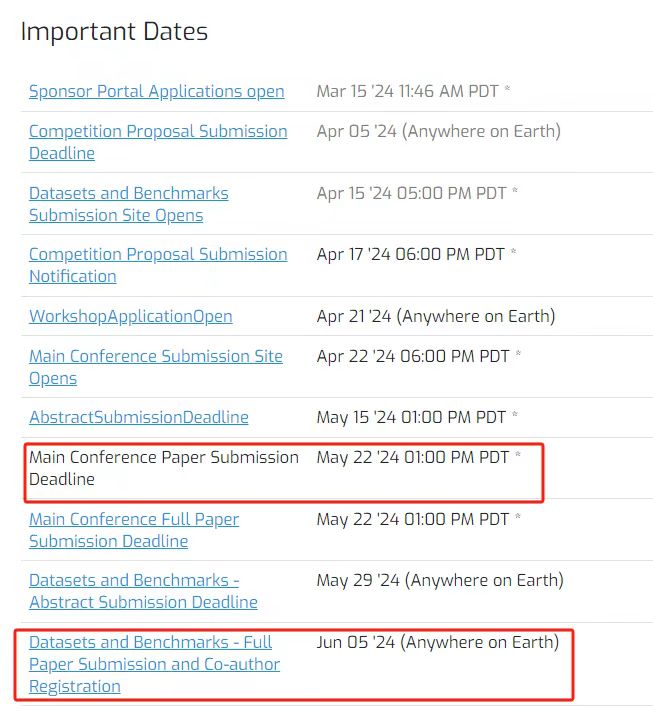 Important Dates
Sponsor Portal Applications open Mar 15 '24 11:46 AM PDT *
Competition Proposal Submission Apr 05 '24 (Anywhere on Earth)
Deadline
Datasets and Benchmarks Apr 15 '24 05:00 PM PDT *
Submission Site Opens
Competition Proposal Submission Apr 17 '24 06:00 PM PDT *
Notification
WorkshopApplicationOpen Apr 21 '24 (Anywhere on Earth)
Main Conference Submission Site Apr 22 '24 06:00 PM PDT *
Opens
AbstractSubmissionDeadline May 15 '24 01:00 PM PDT *
Main Conference Paper Submission May 22 '24 01:00 PM PDT *
Deadline
Main Conference Full Paper May 22 '24 01:00 PM PDT *
Submission Deadline
Datasets and Benchmarks - May 29 '24 (Anywhere on Earth)
Abstract Submission Deadline
Datasets and Benchmarks - Full Jun 05 '24 (Anywhere on Earth)
Paper Submission and Co-author
Registration